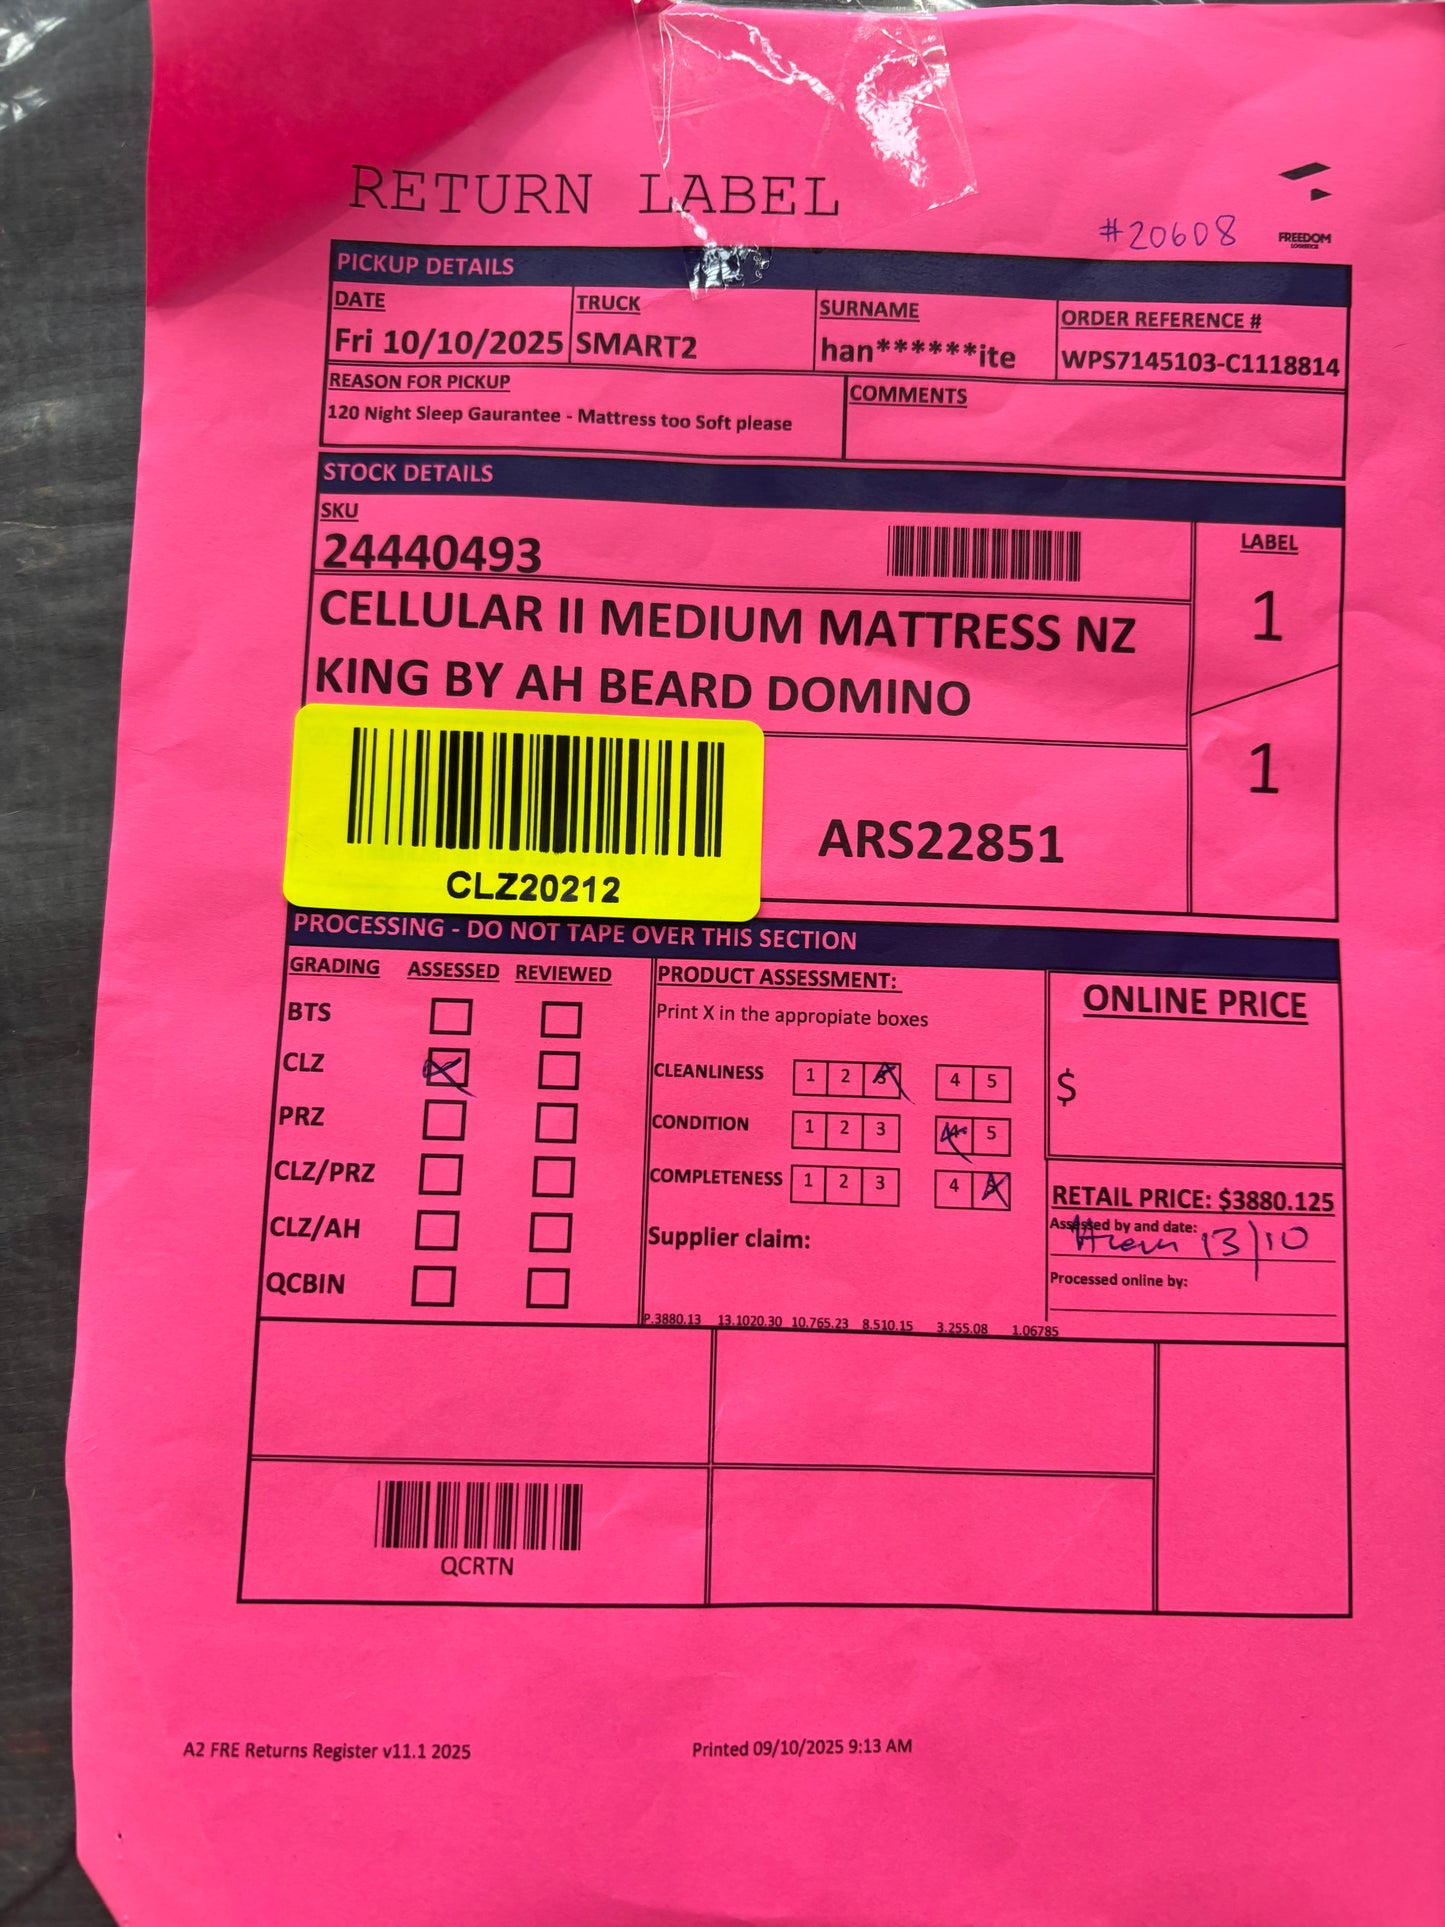 RETURN LABEL
#20608
FREEDOM
LOGISTICS
PICKUP DETAILS
DATE TRUCK SURNAME ORDER REFERENCE #
Fri 10/10/2025 SMART2 han******ite WPS7145103-C1118814
REASON FOR PICKUP COMMENTS
120 Night Sleep Gaurantee - Mattress too Soft please
STOCK DETAILS
SKU LABEL
24440493
1
CELLULAR II MEDIUM MATTRESS NZ
KING BY AH BEARD DOMINO
1
ARS22851
CLZ20212
PROCESSING - DO NOT TAPE OVER THIS SECTION
GRADING ASSESSED REVIEWED PRODUCT ASSESSMENT: ONLINE PRICE
BTS Print X in the appropiate boxes
CLZ CLEANLINESS 1 2 3 4 5 $
PRZ CONDITION 1 2 3 4 5
CLZ/PRZ COMPLETENESS 1 2 3 4 5 RETAIL PRICE: $3880.125
CLZ/AH Supplier claim: Assessed by and date:
13/10
QCBIN Processed online by:
P.3880.13 13.1020.30 10.765.23 8.510.15 3.255.08 1.06785
QCRTN
A2 FRE Returns Register v11.1 2025 Printed 09/10/2025 9:13 AM